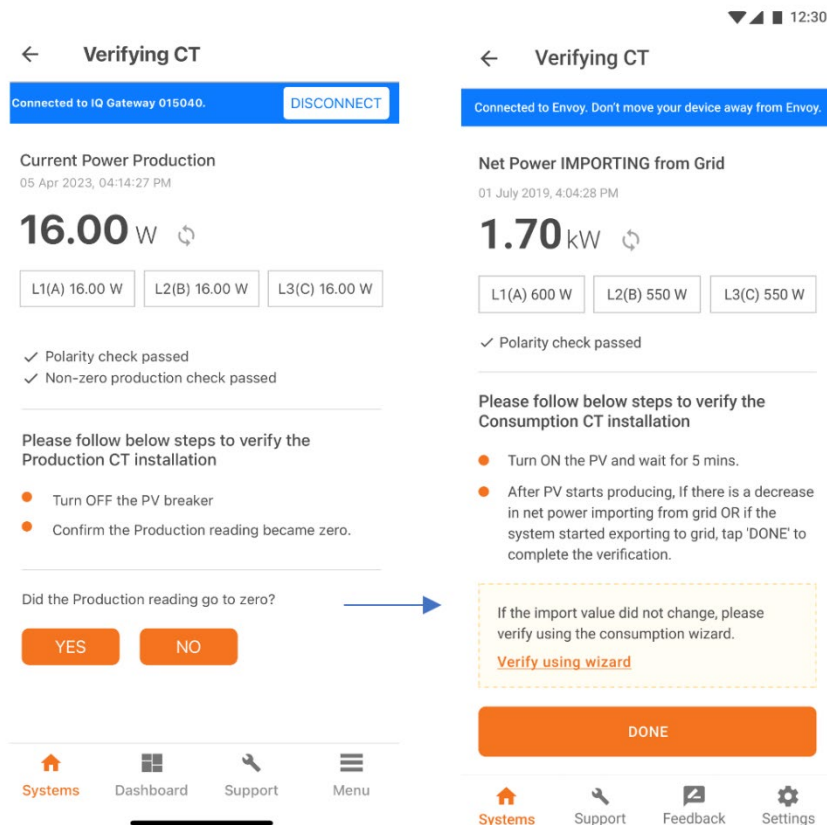 Verifying CT
Connected to IQ Gateway 015040.
DISCONNECT
Current Power Production
05 Apr 2023, 04:14:27 PM
16.00 W
L1(A) 16.00 W
L2(B) 16.00 W
L3(C) 16.00 W
Polarity check passed
Non-zero production check passed
Please follow below steps to verify the
Production CT installation
Turn OFF the PV breaker
Confirm the Production reading became zero.
Did the Production reading go to zero?
YES
NO
Systems
Dashboard
Support
Menu
12:30
Verifying CT
Connected to Envoy. Don't move your device away from Envoy.
Net Power IMPORTING from Grid
01 July 2019, 4:04:28 PM
1.70 kW
L1(A) 600 W
L2(B) 550 W
L3(C) 550 W
Polarity check passed
Please follow below steps to verify the
Consumption CT installation
Turn ON the PV and wait for 5 mins.
After PV starts producing, If there is a decrease
in net power importing from grid OR if the
system started exporting to grid, tap 'DONE' to
complete the verification.
If the import value did not change, please
verify using the consumption wizard.
Verify using wizard
DONE
Systems
Support
Feedback
Settings